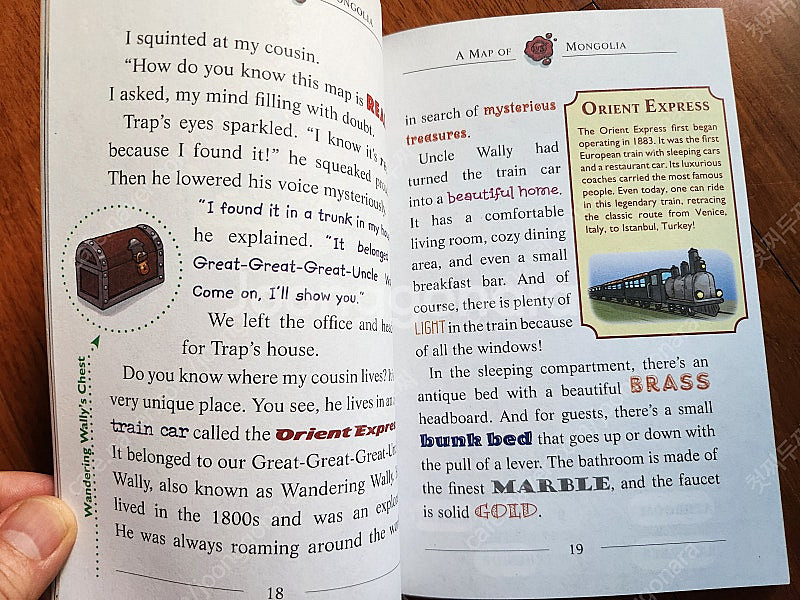 MONGOLIA
I squinted at my cousin.
"How do you know this map is
I asked, my mind filling with doubt.
Trap's eyes sparkled. "I know it's
because I found it!" he squeaked
Then he lowered his voice mysteriously
"I found it in a trunk in my
he explained. "It belonged
Great-Great-Great-Uncle
Come on, I'll show you."
We left the office and
for Trap's house.
Wandering Wally's Chest
Do you know where my cousin lives?
very unique place. You see, he lives in
train car called the Orient
It belonged to our Great-Great-Great-
Wally, also known as Wandering Wally,
lived in the 1800s and was an
He was always roaming around the
18
A MAP OF MONGOLIA
in search of mysterious
treasures.
Uncle Wally had
turned the train car
into a beautiful home.
It has a comfortable
living room, cozy dining
area, and even a small
breakfast bar. And of
course, there is plenty of
LIGHT in the train because
of all the windows!
ORIENT EXPRESS
The Orient Express first began
operating in 1883. It was the first
European train with sleeping cars
and a restaurant car. Its luxurious
coaches carried the most famous
people. Even today, one can ride
in this legendary train, retracing
the classic route from Venice,
Italy, to Istanbul, Turkey!
In the sleeping compartment, there's an
antique bed with a beautiful BRASS
headboard. And for guests, there's a small
bunk bed that goes up or down with
the pull of a lever. The bathroom is made of
the finest MARBLE, and the faucet
is solid GOLD.
19